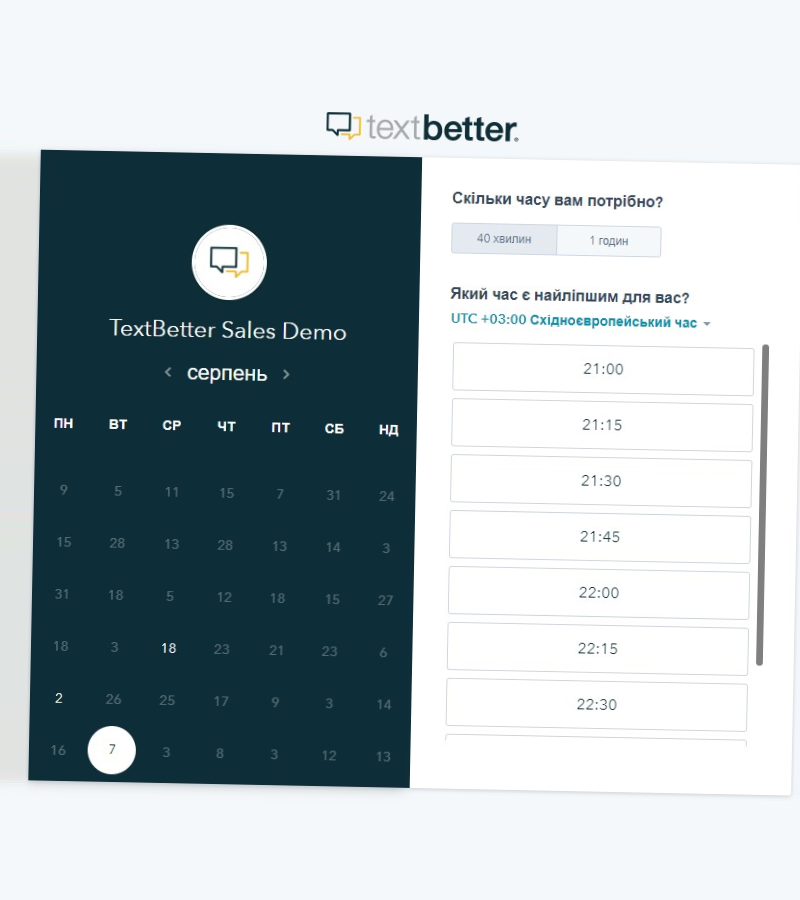 textbetter®
TextBetter Sales Demo
серпень
ПН ВТ СР ЧТ ПТ СБ НД
9 5 11 15 7 31 24
15 28 13 28 13 14 3
31 18 5 12 18 15 27
18 3 18 23 21 23 6
2 26 25 17 9 3 14
16 7 3 8 3 12 13
Скільки часу вам потрібно?
40 хвилин 1 годин
Який час є найліпшим для вас?
UTC +03:00 Східноєвропейський час
21:00
21:15
21:30
21:45
22:00
22:15
22:30